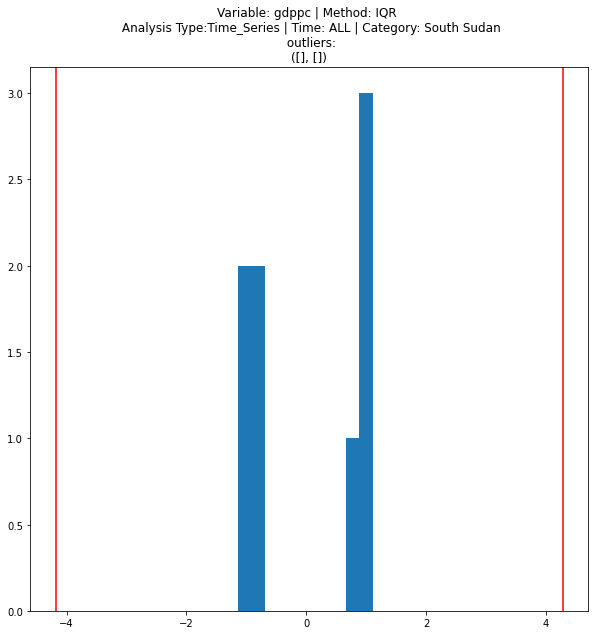 Variable: gdppc | Method: IQR
Analysis Type:Time_Series | Time: ALL | Category: South Sudan
outliers:
([], [])
3.0
2.5
2.0
1.5
1.0
0.5
0.0
−4 −2 0 2 4